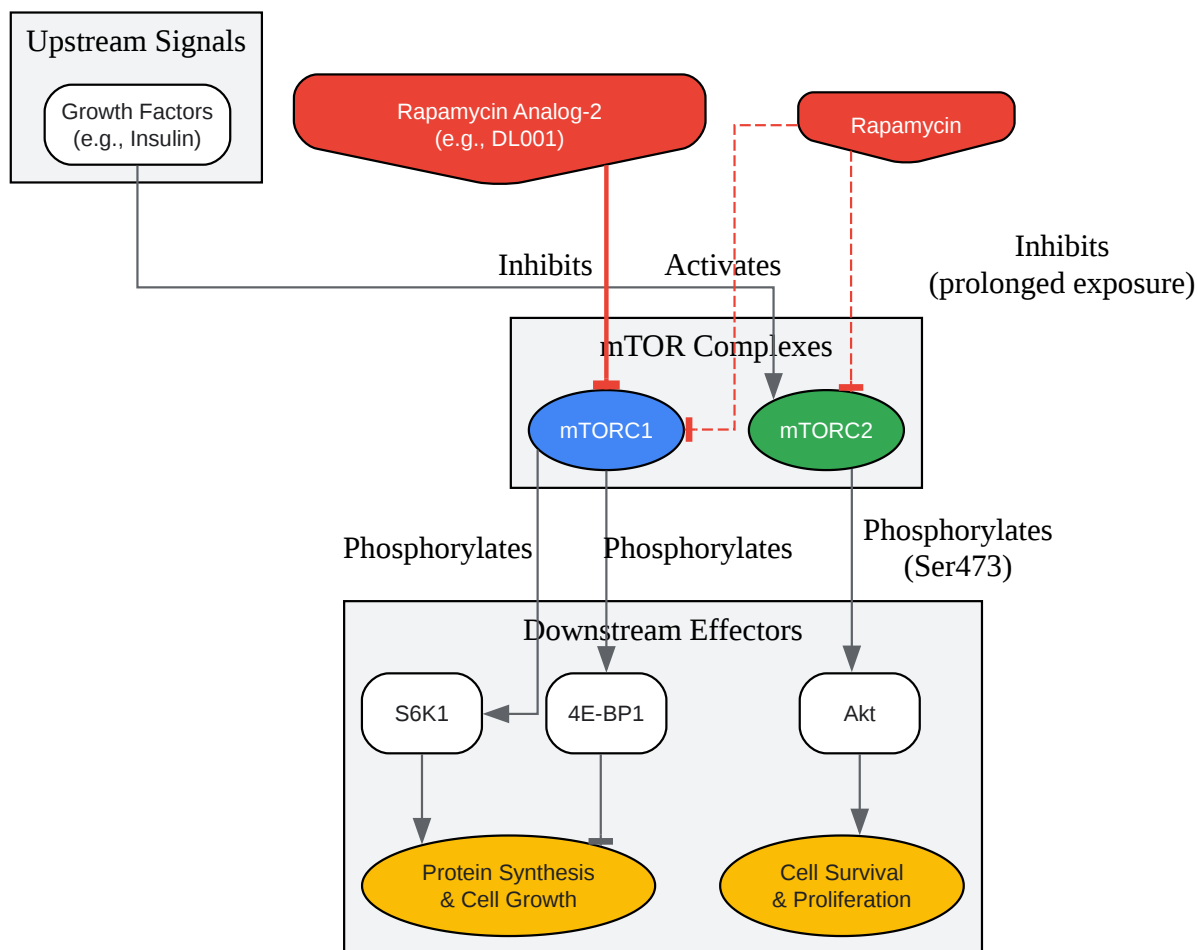 Upstream Signals
Growth Factors
(e.g., Insulin)
Rapamycin Analog-2
(e.g., DL001)
Rapamycin
Inhibits
Activates
Inhibits
(prolonged exposure)
mTOR Complexes
mTORC1
mTORC2
Phosphorylates
Phosphorylates
Phosphorylates
(Ser473)
Downstream Effectors
S6K1
4E-BP1
Akt
Protein Synthesis
& Cell Growth
Cell Survival
& Proliferation